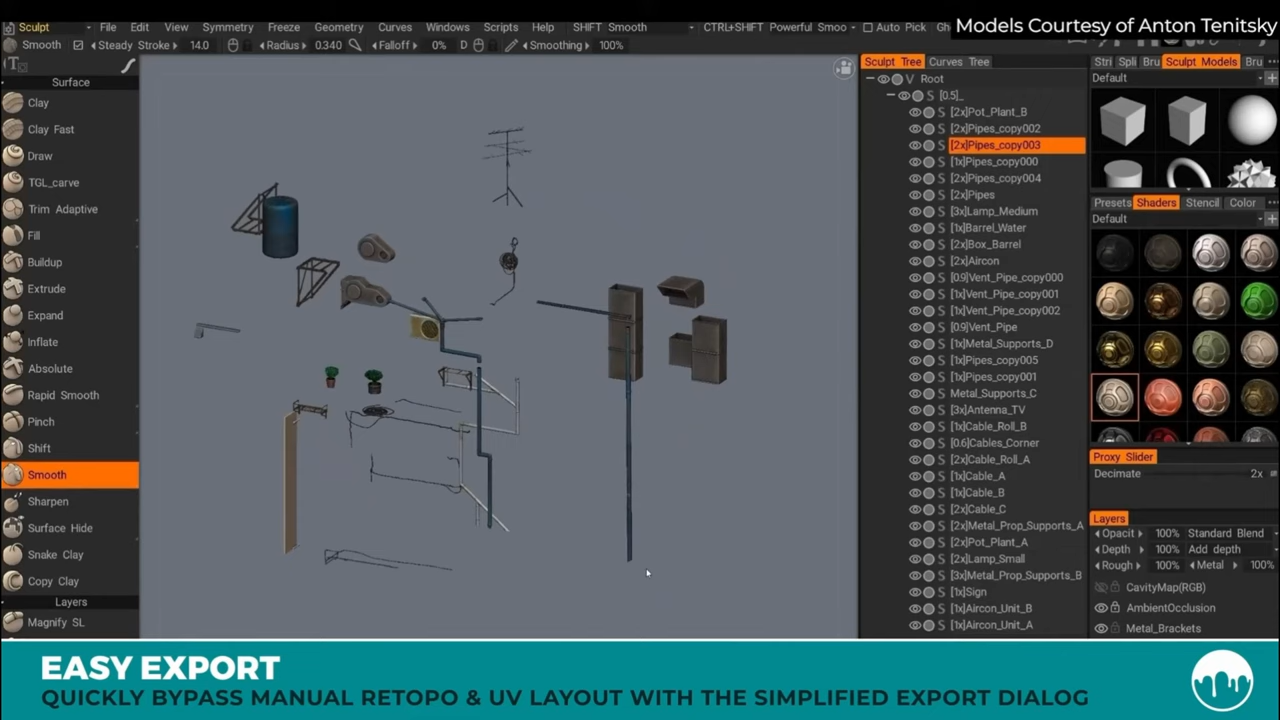 Models Courtesy of Anton Tenitsky
Sculpt File Edit View Symmetry Freeze Geometry Curves Windows Scripts Help SHIFT Smooth CTRL+SHIFT Powerful Smoo Auto Pick
Smooth Steady Stroke 14.0 Radius 0.340 Falloff 0% D Smoothing 100%
Surface
Clay
Clay Fast
Draw
TGL_carve
Trim Adaptive
Fill
Buildup
Extrude
Expand
Inflate
Absolute
Rapid Smooth
Pinch
Shift
Smooth
Sharpen
Surface Hide
Snake Clay
Copy Clay
Layers
Magnify SL
Sculpt Tree Curves Tree
V Root
S [0.5]_
S [2x]Pot_Plant_B
S [2x]Pipes_copy002
S [2x]Pipes_copy003
S [1x]Pipes_copy000
S [2x]Pipes_copy004
S [2x]Pipes
S [3x]Lamp_Medium
S [1x]Barrel_Water
S [2x]Box_Barrel
S [2x]Aircon
S [0.9]Vent_Pipe_copy000
S [1x]Vent_Pipe_copy001
S [1x]Vent_Pipe_copy002
S [0.9]Vent_Pipe
S [1x]Metal_Supports_D
S [1x]Pipes_copy005
S [1x]Pipes_copy001
S Metal_Supports_C
S [3x]Antenna_TV
S [1x]Cable_Roll_B
S [0.6]Cables_Corner
S [2x]Cable_Roll_A
S [1x]Cable_A
S [1x]Cable_B
S [2x]Cable_C
S [2x]Metal_Prop_Supports_A
S [1x]Pot_Plant_A
S [2x]Lamp_Small
S [3x]Metal_Prop_Supports_B
S [1x]Sign
S [1x]Aircon_Unit_B
S [1x]Aircon_Unit_A
Stri Spli Bru Sculpt Models Bru
Default
Presets Shaders Stencil Color
Default
Proxy Slider
Decimate 2x
Layers
Opacit 100% Standard Blend
Depth 100% Add depth
Rough 100% Metal 100%
CavityMap(RGB)
AmbientOcclusion
Metal_Brackets
EASY EXPORT
QUICKLY BYPASS MANUAL RETOPO & UV LAYOUT WITH THE SIMPLIFIED EXPORT DIALOG